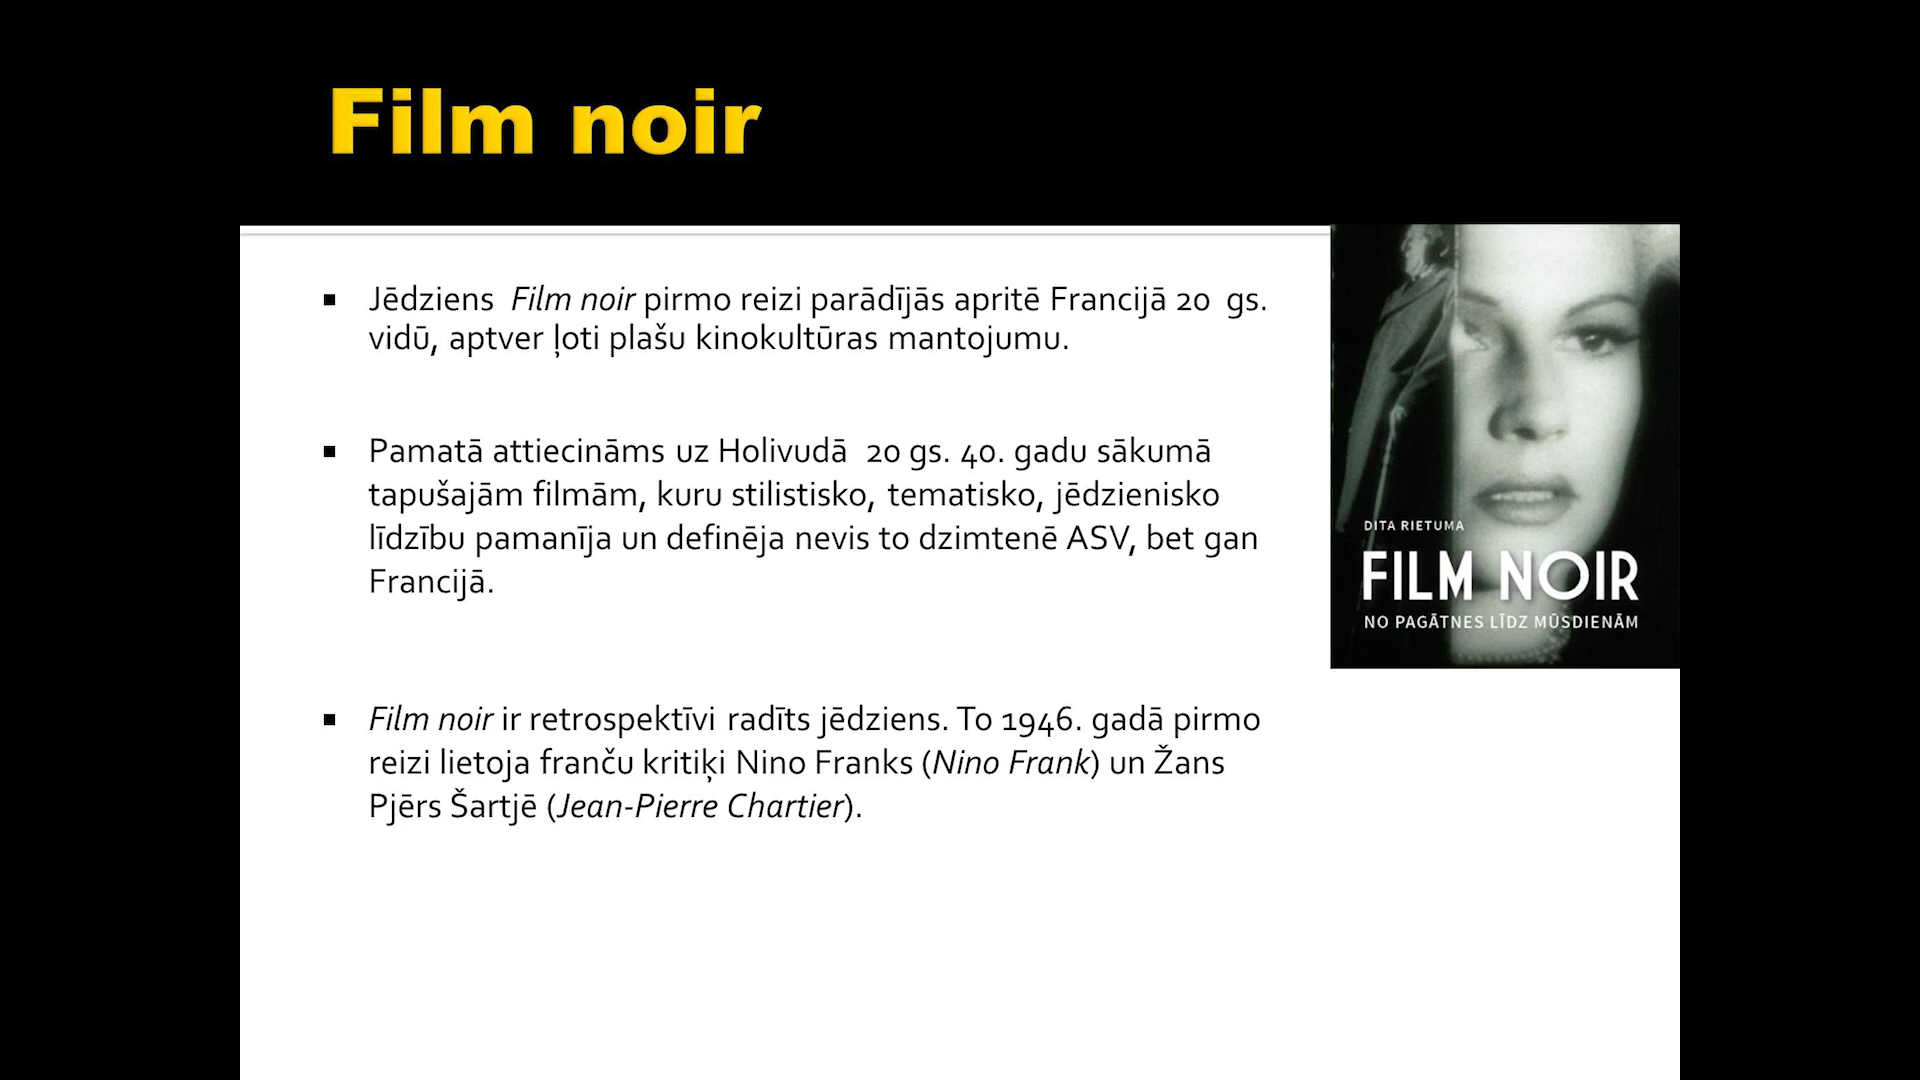 Film noir
▪ Jēdziens Film noir pirmo reizi parādījās apritē Francijā 20 gs.
vidū, aptver ļoti plašu kinokultūras mantojumu.
▪ Pamatā attiecināms uz Holivudā 20 gs. 40. gadu sākumā
tapušajām filmām, kuru stilistisko, tematisko, jēdzienisko
līdzību pamanīja un definēja nevis to dzimtenē ASV, bet gan
Francijā.
▪ Film noir ir retrospektīvi radīts jēdziens. To 1946. gadā pirmo
reizi lietoja franču kritiķi Nino Franks (Nino Frank) un Žans
Pjērs Šartjē (Jean-Pierre Chartier).
DITA RIETUMA
FILM NOIR
NO PAGĀTNES LĪDZ MŪSDIENĀM